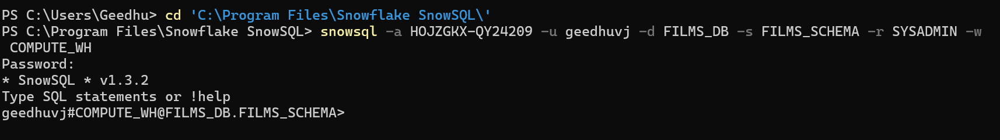 PS C:\Users\Geedhu> cd 'C:\Program Files\Snowflake SnowSQL\'
PS C:\Program Files\Snowflake SnowSQL> snowsql -a HOJZGKX-QY24209 -u geedhuvj -d FILMS_DB -s FILMS_SCHEMA -r SYSADMIN -w
 COMPUTE_WH
Password:
* SnowSQL * v1.3.2
Type SQL statements or !help
geedhuvj#COMPUTE_WH@FILMS_DB.FILMS_SCHEMA>